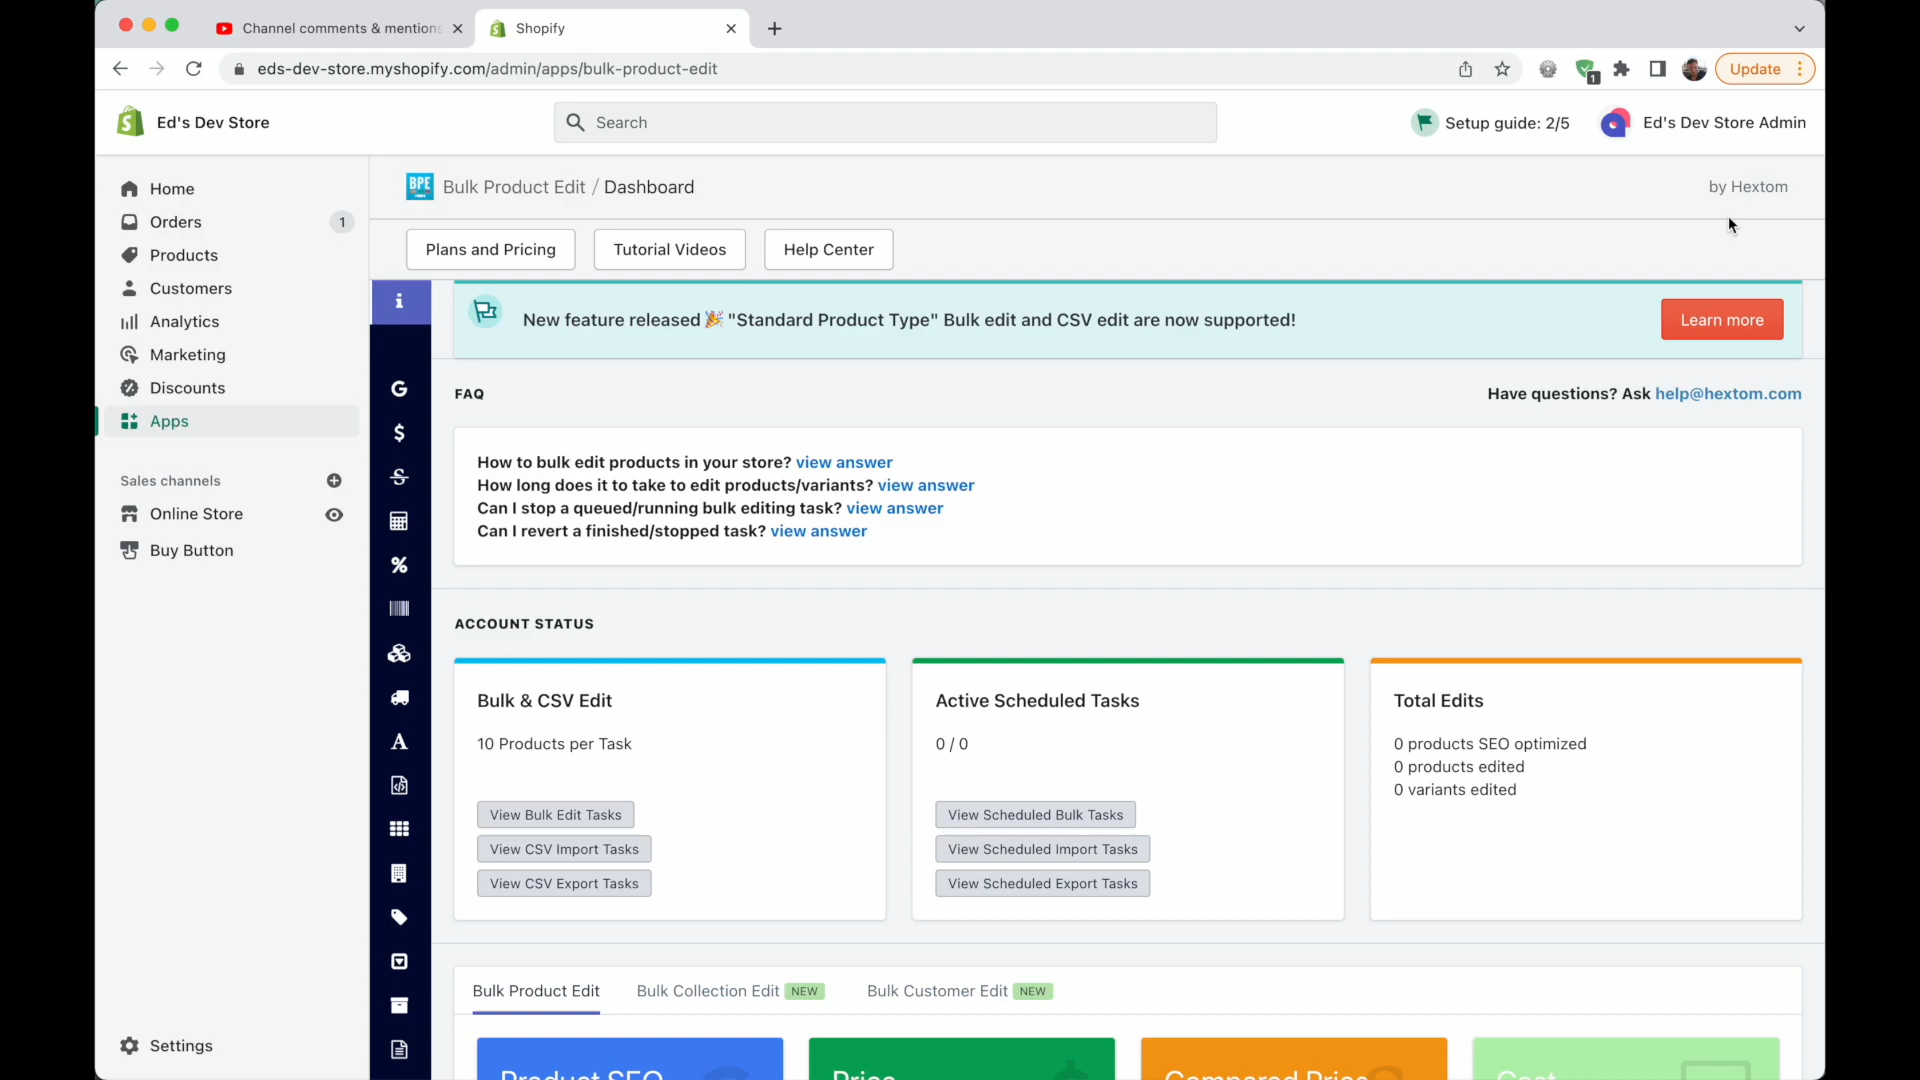 Channel comments & mentions
Shopify
eds-dev-store.myshopify.com/admin/apps/bulk-product-edit
1
Update
Ed's Dev Store
Search
Setup guide: 2/5
Ed's Dev Store Admin
Home
Orders
1
Products
Customers
Analytics
Marketing
Discounts
Apps
Sales channels
Online Store
Buy Button
Settings
BPE
Bulk Product Edit / Dashboard
by Hextom
Plans and Pricing
Tutorial Videos
Help Center
New feature released 🎉 "Standard Product Type" Bulk edit and CSV edit are now supported!
Learn more
FAQ
Have questions? Ask help@hextom.com
How to bulk edit products in your store? view answer
How long does it to take to edit products/variants? view answer
Can I stop a queued/running bulk editing task? view answer
Can I revert a finished/stopped task? view answer
ACCOUNT STATUS
Bulk & CSV Edit
10 Products per Task
View Bulk Edit Tasks
View CSV Import Tasks
View CSV Export Tasks
Active Scheduled Tasks
0 / 0
View Scheduled Bulk Tasks
View Scheduled Import Tasks
View Scheduled Export Tasks
Total Edits
0 products SEO optimized
0 products edited
0 variants edited
Bulk Product Edit
Bulk Collection Edit NEW
Bulk Customer Edit NEW
Product SEO
Price
Compared Price
Cost